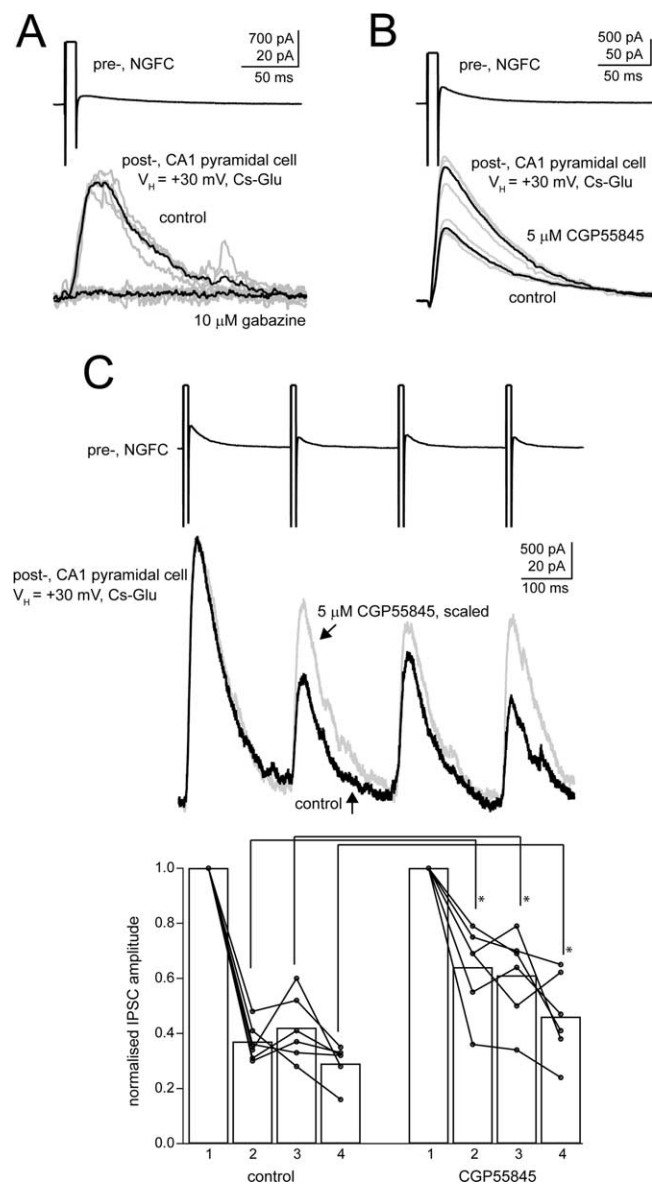 A
700 pA
20 pA
50 ms
pre-, NGFC
post-, CA1 pyramidal cell
V_H = +30 mV, Cs-Glu
control
10 μM gabazine
B
500 pA
50 pA
50 ms
pre-, NGFC
post-, CA1 pyramidal cell
V_H = +30 mV, Cs-Glu
5 μM CGP55845
control
C
pre-, NGFC
post-, CA1 pyramidal cell
V_H = +30 mV, Cs-Glu
500 pA
20 pA
100 ms
5 μM CGP55845, scaled
control
normalised IPSC amplitude
1.0
0.8
0.6
0.4
0.2
0.0
* * *
1 2 3 4 1 2 3 4
control CGP55845